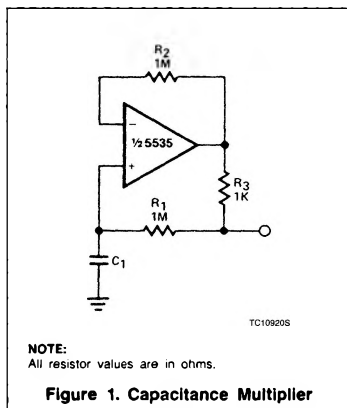 R2
1M
−
½ 5535
+
R3
1K
R1
1M
C1
TC10920S
NOTE:
All resistor values are in ohms.
Figure 1. Capacitance Multiplier